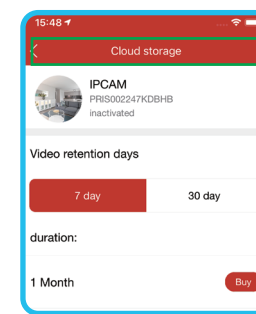 15:48
Cloud storage
IPCAM
PRIS002247KDBHB
inactivated
Video retention days
7 day 30 day
duration:
1 Month Buy